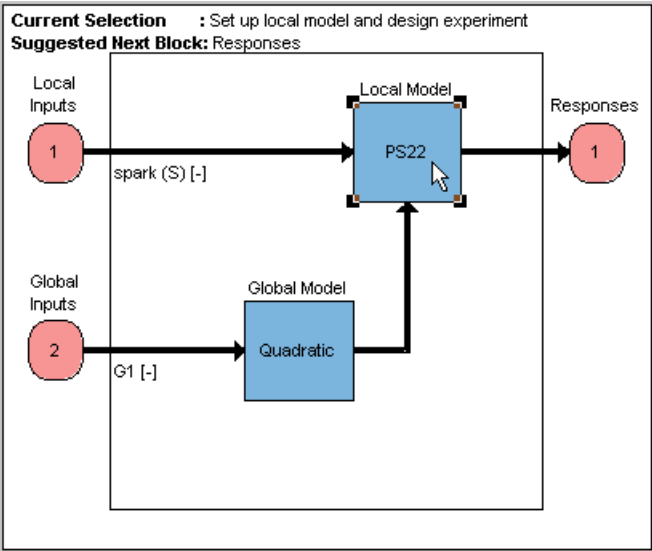 Current Selection : Set up local model and design experiment
Suggested Next Block: Responses
Local
Inputs
Local Model
Responses
1
PS22
1
spark (S) [-]
Global
Inputs
Global Model
2
Quadratic
G1 [-]